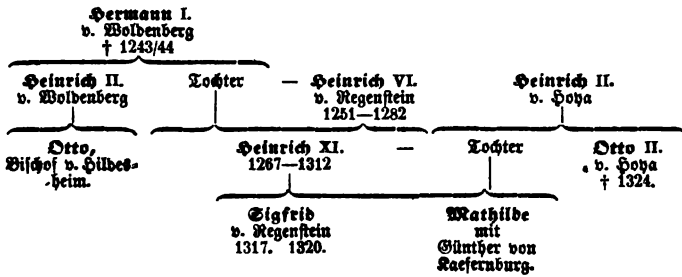 Hermann I.
v. Woldenberg
† 1243/44
Heinrich II. Tochter — Heinrich VI. Heinrich II.
v. Woldenberg v. Regenstein v. Hoya
1251—1282
Otto, Heinrich XI. — Tochter Otto II.
Bischof v. Hildes- 1267—1312 v. Hoya
heim. † 1324.
Sigfrid Mathilde
v. Regenstein mit
1317. 1320. Günther von
Kaefernburg.